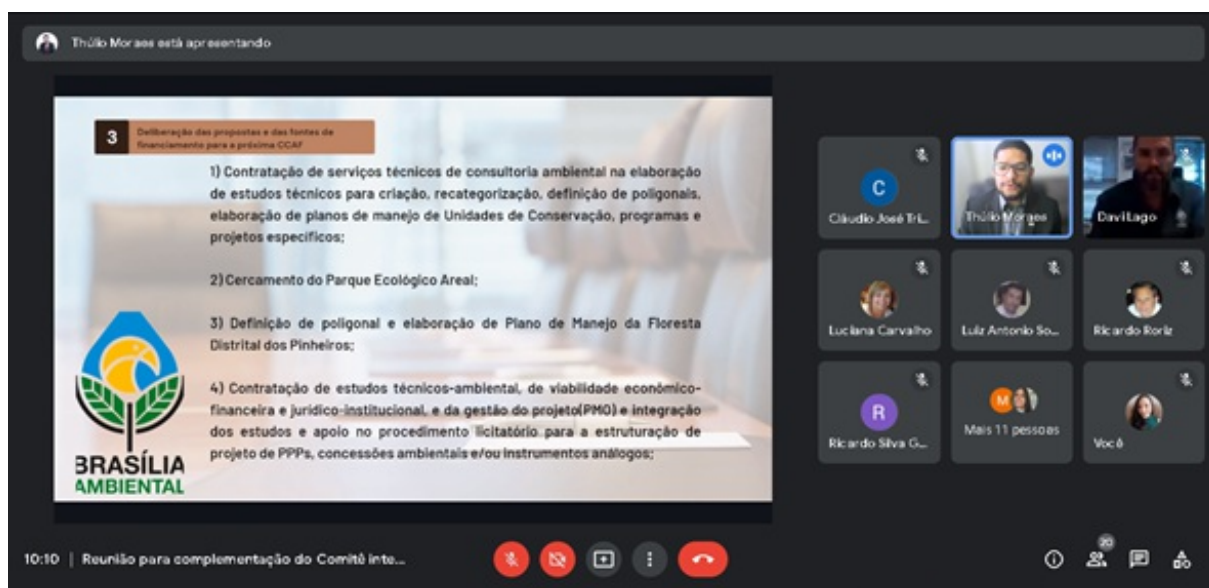 Thúlio Moraes está apresentando
3
Deliberação das propostas e das fontes de
financiamento para a próxima CCAF
1) Contratação de serviços técnicos de consultoria ambiental na elaboração
de estudos técnicos para criação, recategorização, definição de poligonais,
elaboração de planos de manejo de Unidades de Conservação, programas e
projetos específicos;
2) Cercamento do Parque Ecológico Areal;
3) Definição de poligonal e elaboração de Plano de Manejo da Floresta
Distrital dos Pinheiros;
4) Contratação de estudos técnicos-ambiental, de viabilidade econômico-
financeira e jurídico-institucional, e da gestão do projeto(PMO) e integração
dos estudos e apoio no procedimento licitatório para a estruturação de
projeto de PPPs, concessões ambientais e/ou instrumentos análogos;
BRASÍLIA
AMBIENTAL
C
Cláudio José Tri...
Thúlio Moraes
Davi Lago
Luciana Carvalho
Luiz Antonio So...
Ricardo Roriz
R
Ricardo Silva G...
M
Mais 11 pessoas
Você
10:10 | Reunião para complementação do Comitê inte...
20